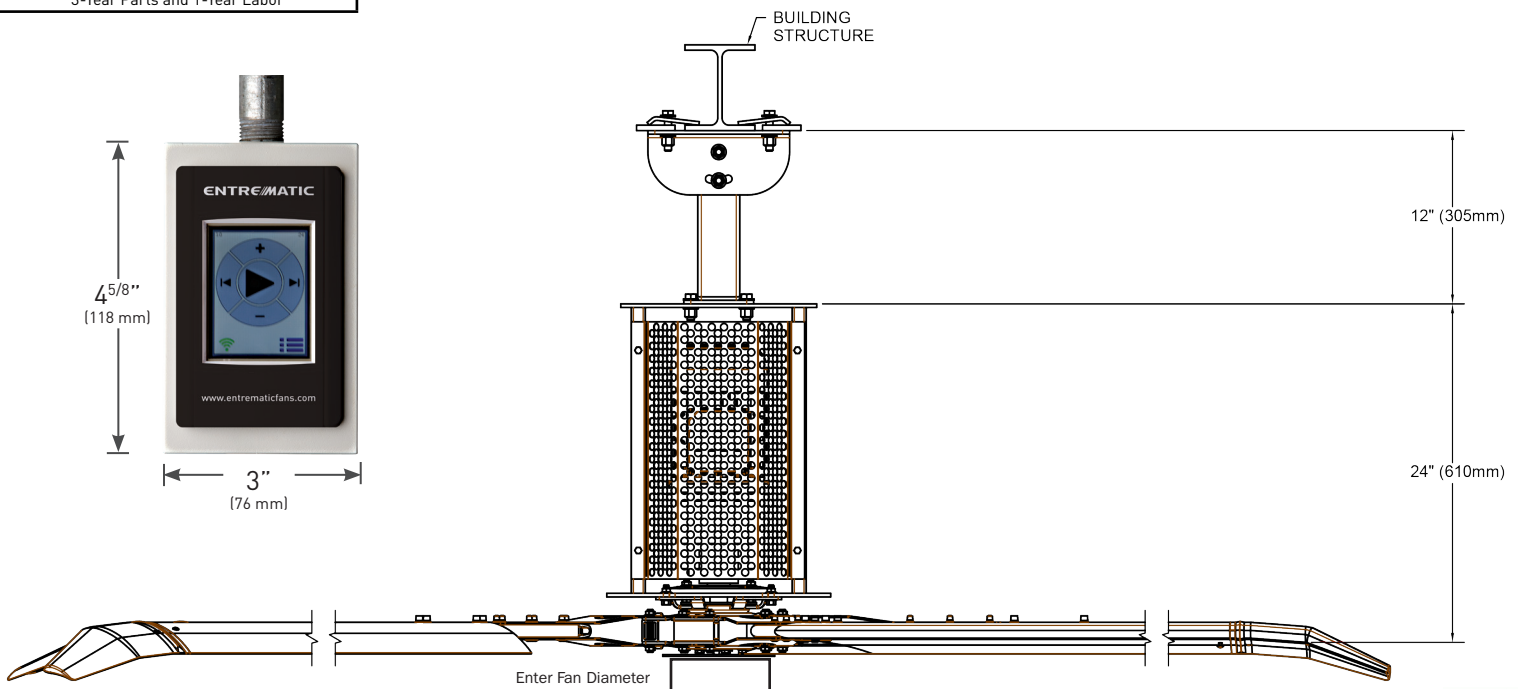 3-Year Parts and 1-Year Labor
BUILDING
STRUCTURE
ENTREMATIC
www.entrematicfans.com
4 5/8”
(118 mm)
3”
(76 mm)
12" (305mm)
24" (610mm)
Enter Fan Diameter